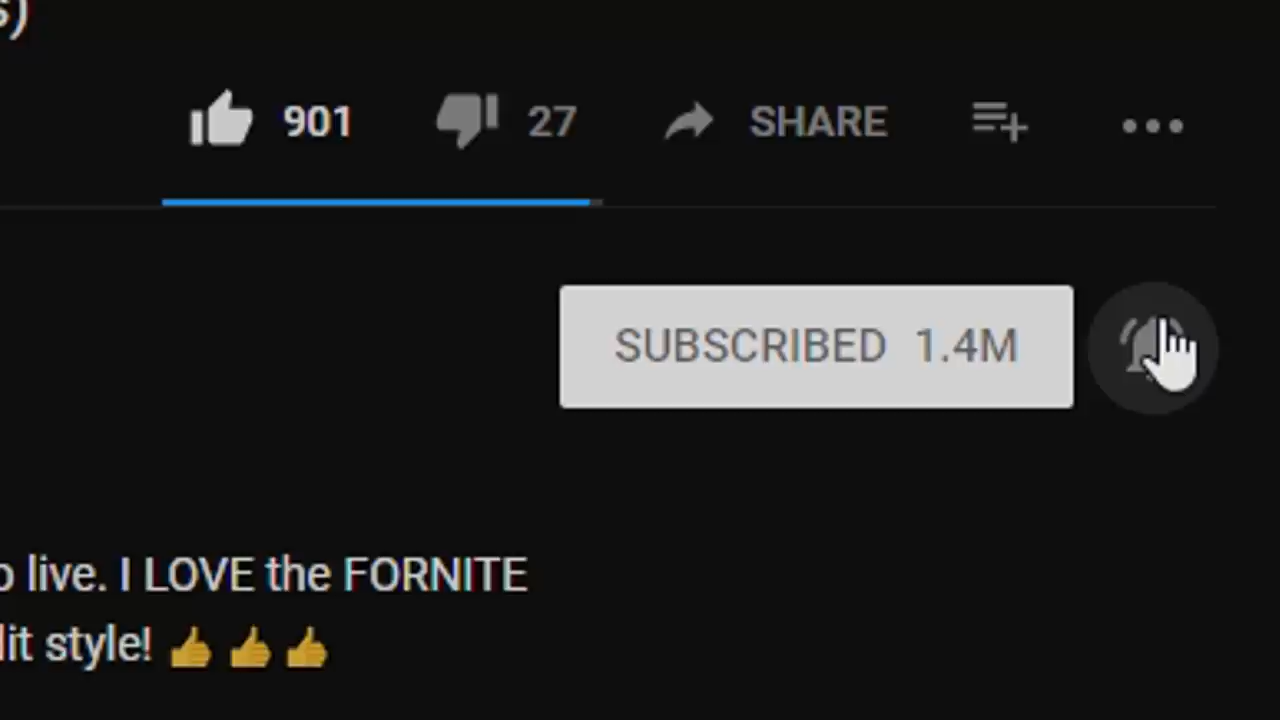 s)
901 27 SHARE
SUBSCRIBED 1.4M
o live. I LOVE the FORNITE
lit style! 👍 👍 👍